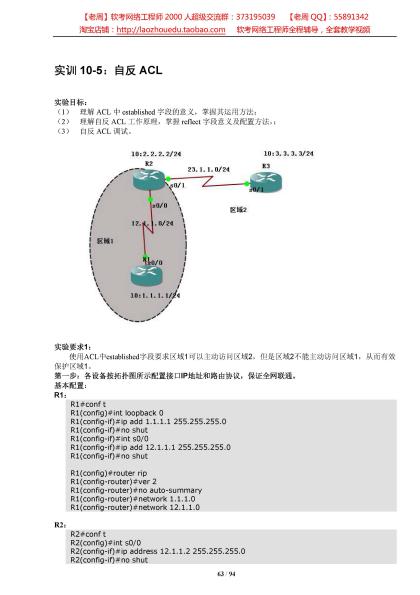 【老周】软考网络工程师 2000 人超级交流群：373195039 【老周 QQ】：55891342
淘宝店铺：http://laozhouedu.taobao.com 软考网络工程师全程辅导，全套教学视频
实训 10-5：自反 ACL
实验目标：
（1） 理解 ACL 中 established 字段的意义，掌握其运用方法；
（2） 理解自反 ACL 工作原理，掌握 reflect 字段意义及配置方法；；
（3） 自反 ACL 调试。
10:2.2.2.2/24
10:3.3.3.3/24
R2
23.1.1.0/24
R3
s0/1
s0/1
s0/0
区域2
12.1.1.0/24
区域1
R1
s0/0
10:1.1.1.1/24
实验要求1：
使用ACL中established字段要求区域1可以主动访问区域2，但是区域2不能主动访问区域1，从而有效
保护区域1。
第一步：各设备按拓扑图所示配置接口IP地址和路由协议，保证全网联通。
基本配置：
R1：
R1#conf t
R1(config)#int loopback 0
R1(config-if)#ip add 1.1.1.1 255.255.255.0
R1(config-if)#no shut
R1(config-if)#int s0/0
R1(config-if)#ip add 12.1.1.1 255.255.255.0
R1(config-if)#no shut
R1(config)#router rip
R1(config-router)#ver 2
R1(config-router)#no auto-summary
R1(config-router)#network 1.1.1.0
R1(config-router)#network 12.1.1.0
R2：
R2#conf t
R2(config)#int s0/0
R2(config-if)#ip address 12.1.1.2 255.255.255.0
R2(config-if)#no shut
63 / 94